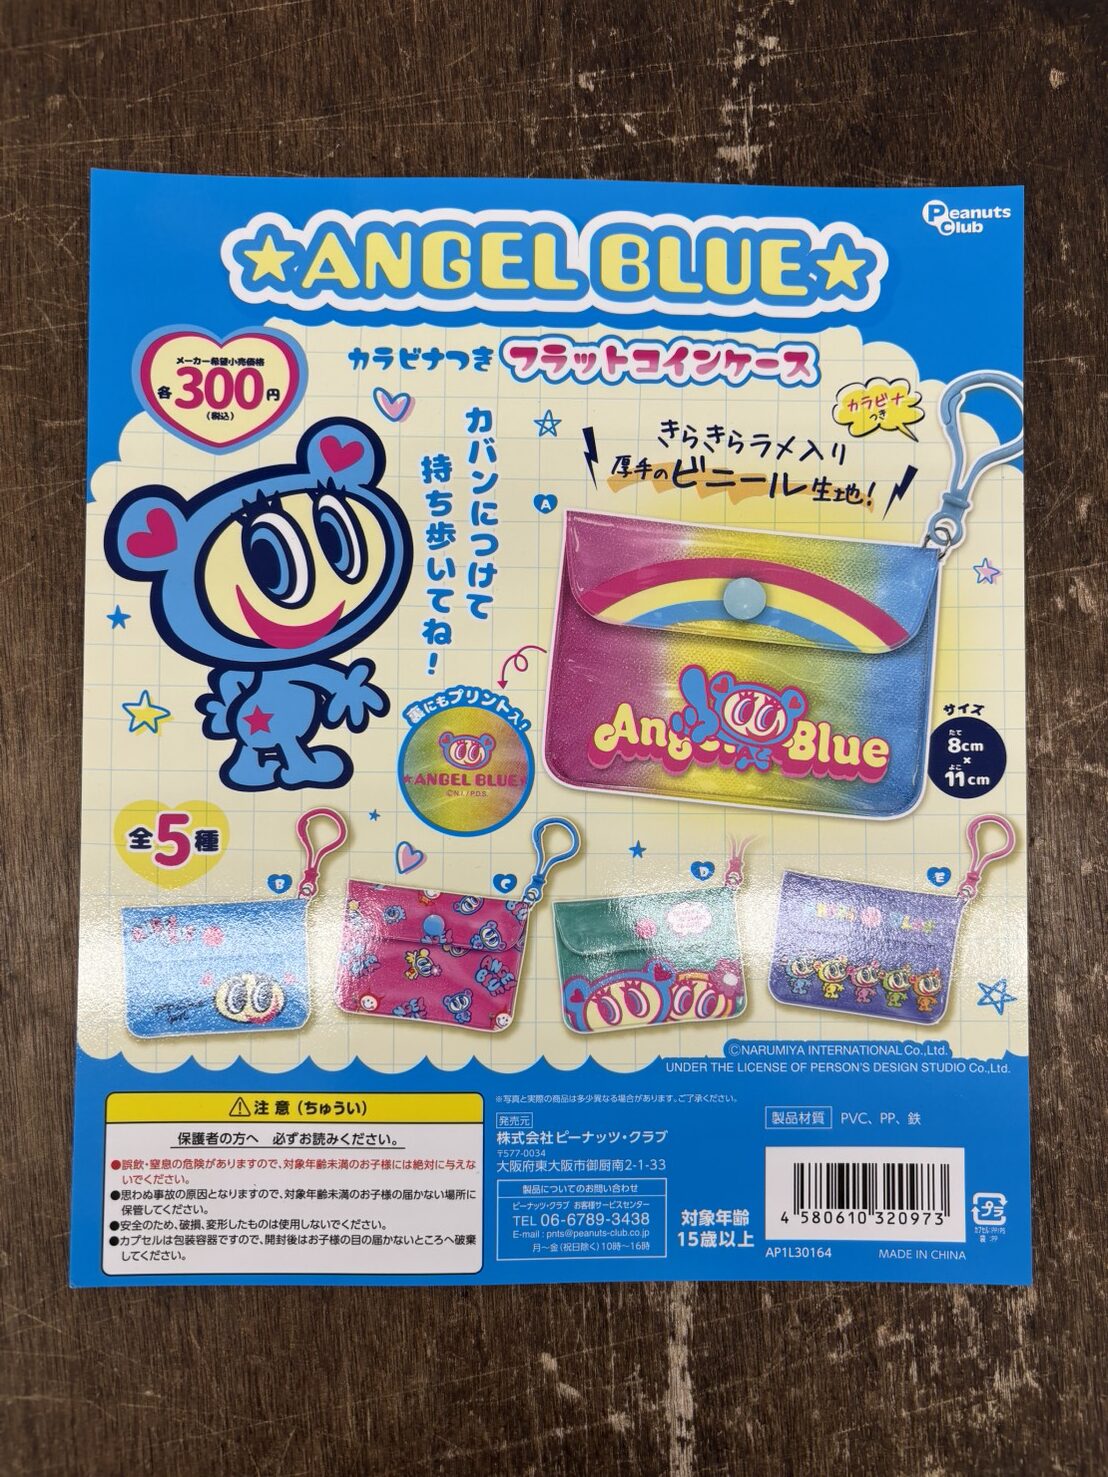 Peanuts Club
★ANGEL BLUE★
メーカー希望小売価格
各300円
(税込)
カラビナつき フラットコインケース
カラビナ
つき
カバンにつけて
持ち歩いてね!
きらきらラメ入り
厚手のビニール生地!
A
Angel Blue
裏にもプリント入!
★ANGEL BLUE★
©N.I./P.D.S.
サイズ
たて
8cm
×
よこ
11cm
全5種
B
C
D
E
©NARUMIYA INTERNATIONAL Co.,Ltd.
UNDER THE LICENSE OF PERSON'S DESIGN STUDIO Co.,Ltd.
⚠注意(ちゅうい)
保護者の方へ 必ずお読みください。
●誤飲・窒息の危険がありますので、対象年齢未満のお子様には絶対に与えな
いでください。
●思わぬ事故の原因となりますので、対象年齢未満のお子様の届かない場所に
保管してください。
●安全のため、破損、変形したものは使用しないでください。
●カプセルは包装容器ですので、開封後はお子様の目の届かないところへ破棄
してください。
※写真と実際の商品は多少異なる場合があります。ご了承ください。
発売元
株式会社ピーナッツ・クラブ
〒577-0034
大阪府東大阪市御厨南2-1-33
製品についてのお問い合わせ
ピーナッツ・クラブ お客様サービスセンター
TEL 06-6789-3438
E-mail : pnts@peanuts-club.co.jp
月〜金(祝日除く)10時〜16時
製品材質 PVC、PP、鉄
対象年齢
15歳以上
4 580610 320973
AP1L30164
MADE IN CHINA
プラ
カプセル:PP/PS
袋:PP